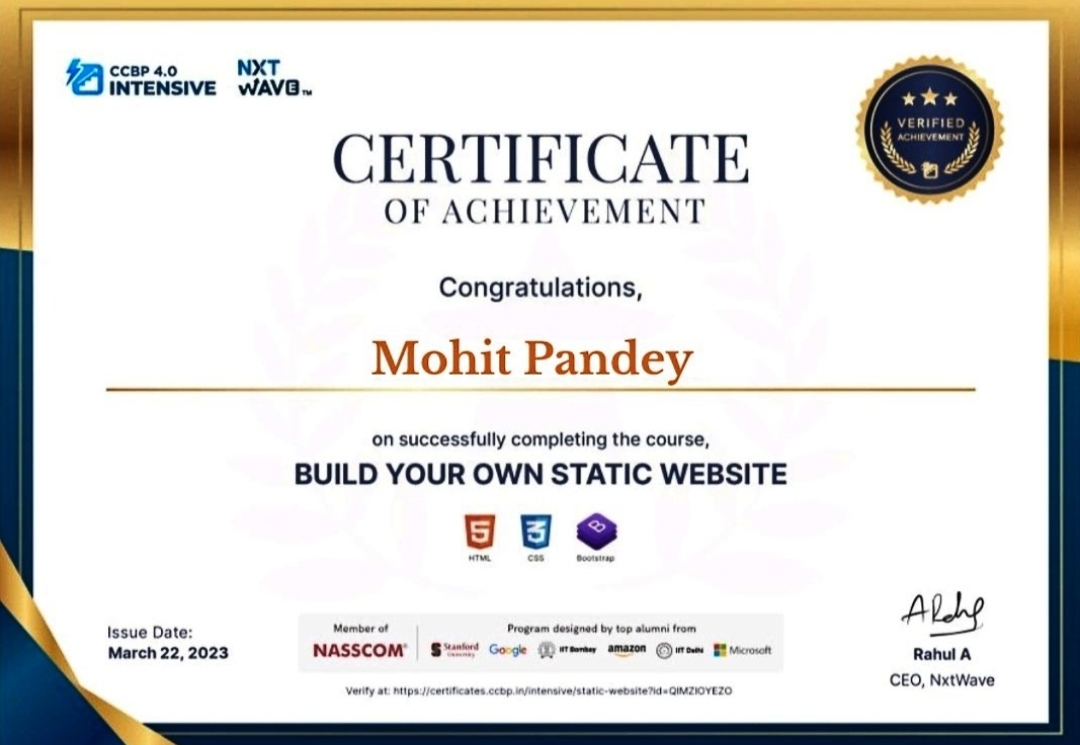 CCBP 4.0
INTENSIVE
NXT
WAVE™
VERIFIED
ACHIEVEMENT
CERTIFICATE
OF ACHIEVEMENT
Congratulations,
Mohit Pandey
on successfully completing the course,
BUILD YOUR OWN STATIC WEBSITE
HTML
CSS
Bootstrap
Issue Date:
March 22, 2023
Member of
NASSCOM®
Program designed by top alumni from
Stanford University Google IIT Bombay amazon IIT Delhi Microsoft
Verify at: https://certificates.ccbp.in/intensive/static-website?id=QIMZIOYEZO
Rahul A
CEO, NxtWave